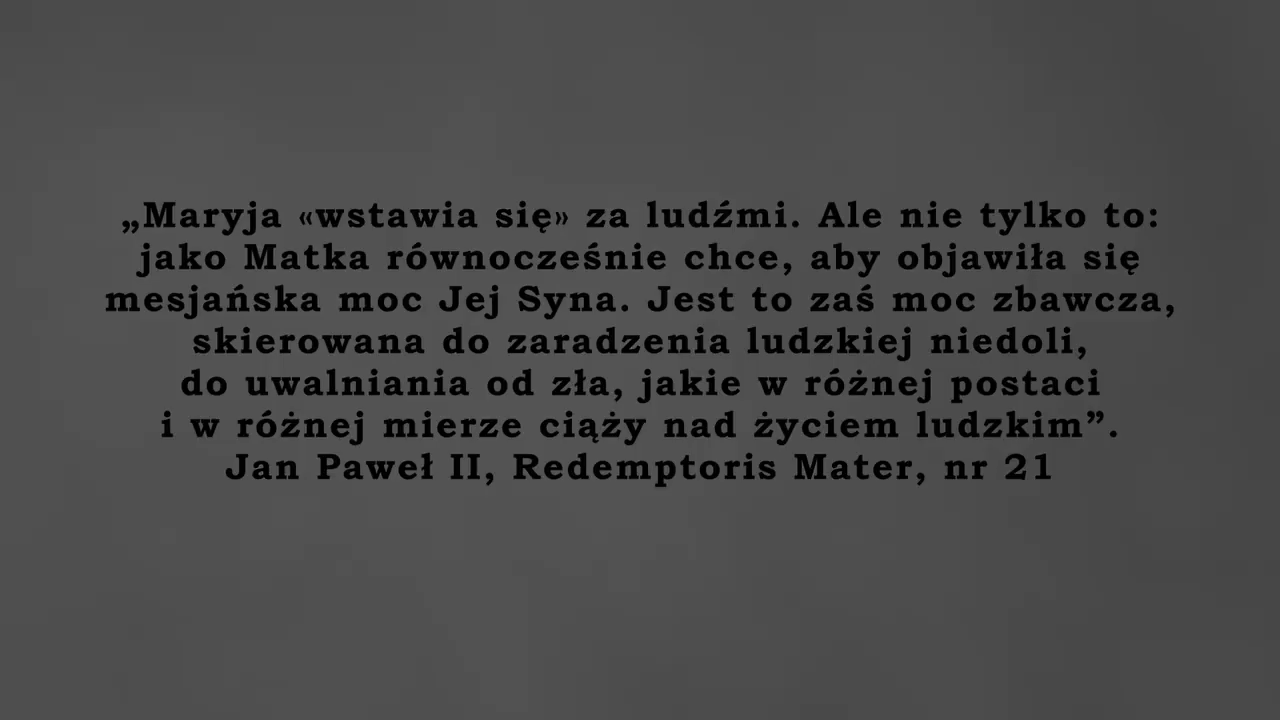 „Maryja «wstawia się» za ludźmi. Ale nie tylko to:
jako Matka równocześnie chce, aby objawiła się
mesjańska moc Jej Syna. Jest to zaś moc zbawcza,
skierowana do zaradzenia ludzkiej niedoli,
do uwalniania od zła, jakie w różnej postaci
i w różnej mierze ciąży nad życiem ludzkim”.
Jan Paweł II, Redemptoris Mater, nr 21